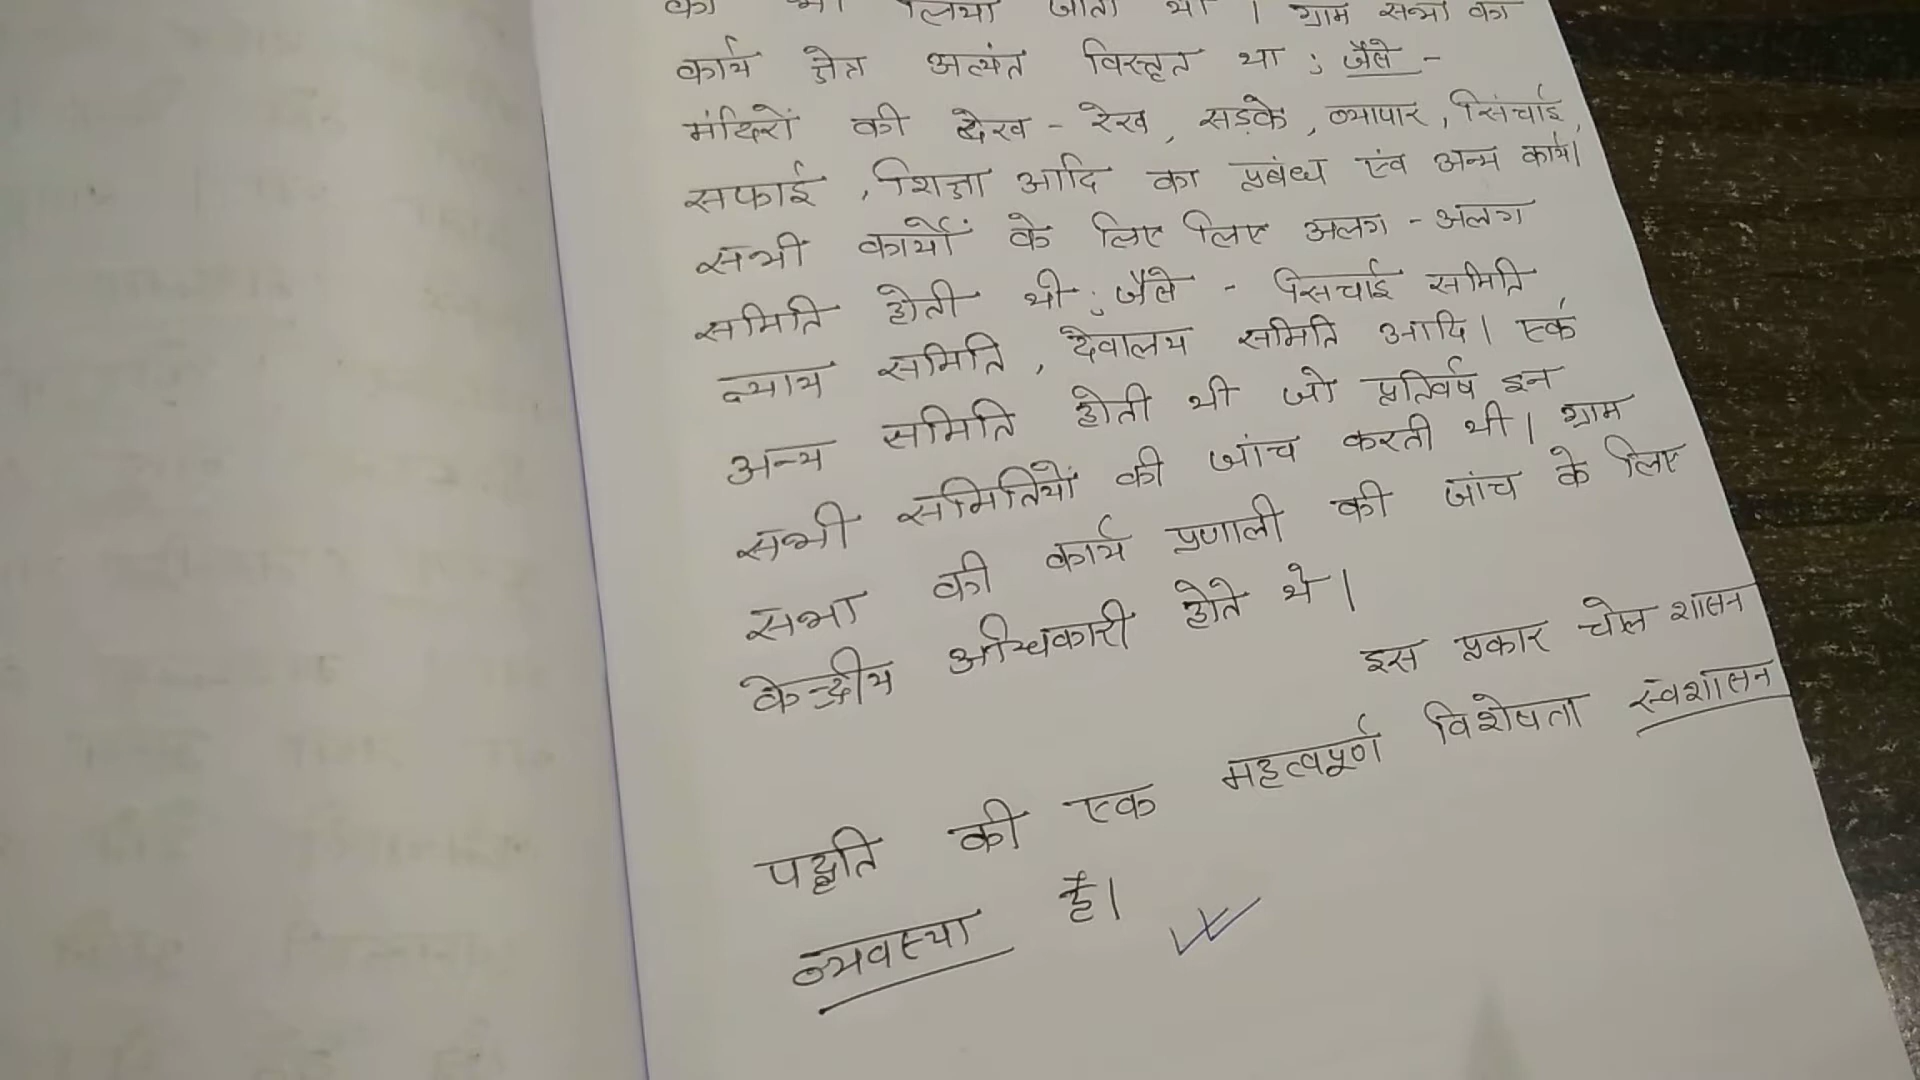 का भी लिया जाता था । ग्राम सभा का
कार्य क्षेत्र अत्यंत विस्तृत था ; जैसे -
मंदिरों की देख - रेख , सड़के , व्यापार , सिंचाई ,
सफाई , शिक्षा आदि का प्रबंध एंव अन्य कार्य।
सभी कार्यों के लिए लिए अलग - अलग
समिति होती थी ; जैसे - सिंचाई समिति
न्याय समिति , देवालय समिति आदि। एक
अन्य समिति होती थी जो प्रतिवर्ष इन
सभी समितियों की जांच करती थी। ग्राम
सभा की कार्य प्रणाली की जांच के लिए
केन्द्रीय अधिकारी होते थे।
इस प्रकार चोल शासन
पद्धति की एक महत्वपूर्ण विशेषता स्वशासन
व्यवस्था है।